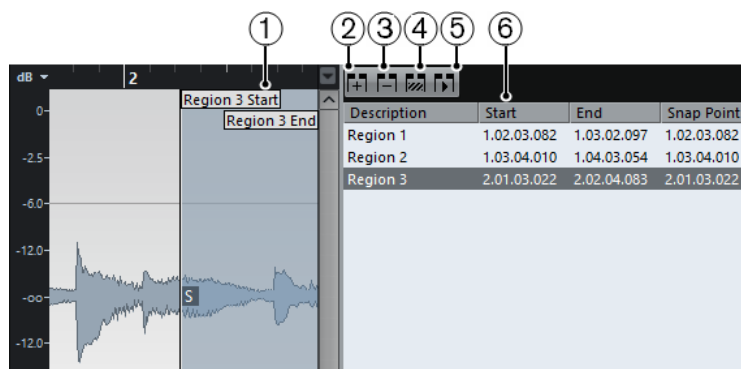 1 2 3 4 5 6
dB 2
Region 3 Start
Region 3 End
0
-2.5
-6.0
-12.0
-oo
-12.0
S
Description Start End Snap Point
Region 1 1.02.03.082 1.03.02.097 1.02.03.082
Region 2 1.03.04.010 1.04.03.054 1.03.04.010
Region 3 2.01.03.022 2.02.04.083 2.01.03.022